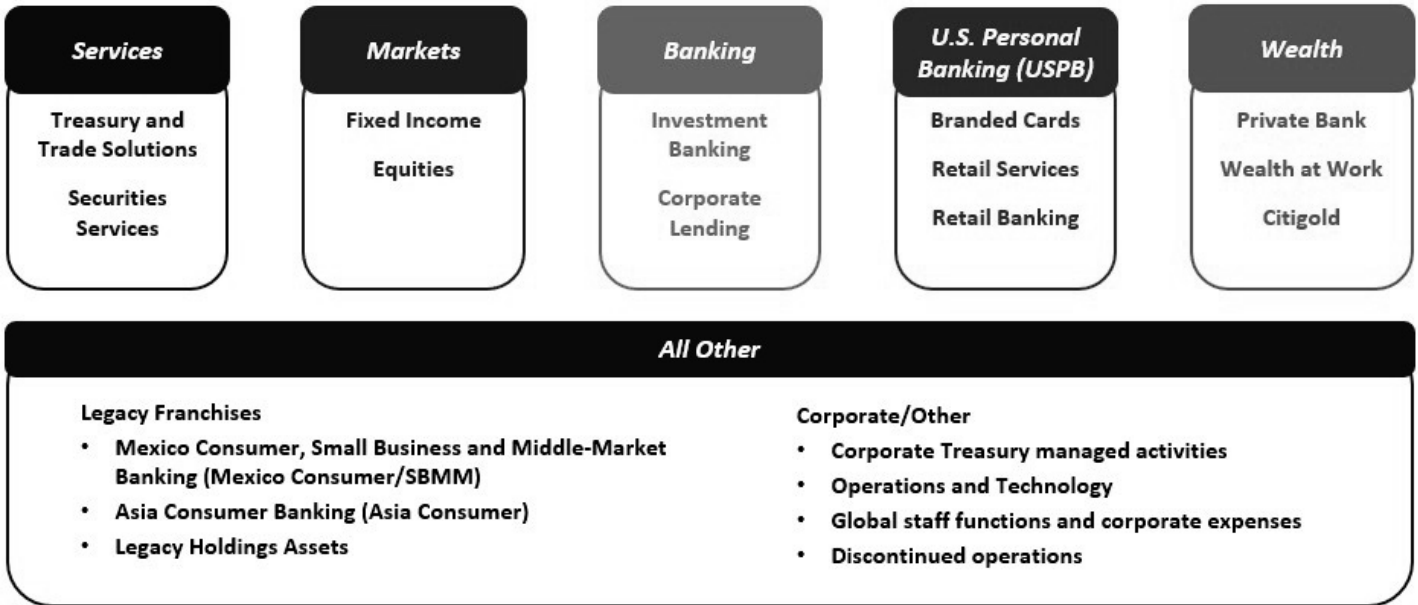 Services
Treasury and
Trade Solutions
Securities
Services
Markets
Fixed Income
Equities
Banking
Investment
Banking
Corporate
Lending
U.S. Personal
Banking (USPB)
Branded Cards
Retail Services
Retail Banking
Wealth
Private Bank
Wealth at Work
Citigold
All Other
Legacy Franchises
• Mexico Consumer, Small Business and Middle-Market
Banking (Mexico Consumer/SBMM)
• Asia Consumer Banking (Asia Consumer)
• Legacy Holdings Assets
Corporate/Other
• Corporate Treasury managed activities
• Operations and Technology
• Global staff functions and corporate expenses
• Discontinued operations